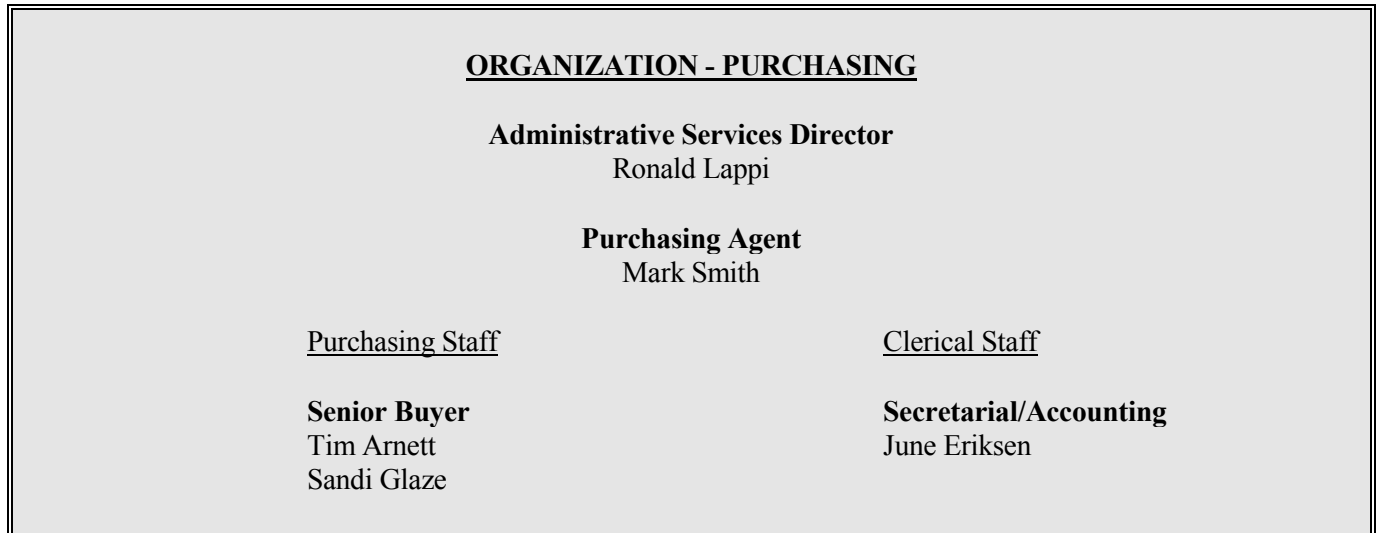 ORGANIZATION - PURCHASING
Administrative Services Director
Ronald Lappi
Purchasing Agent
Mark Smith
Purchasing Staff
Clerical Staff
Senior Buyer
Secretarial/Accounting
Tim Arnett
June Eriksen
Sandi Glaze